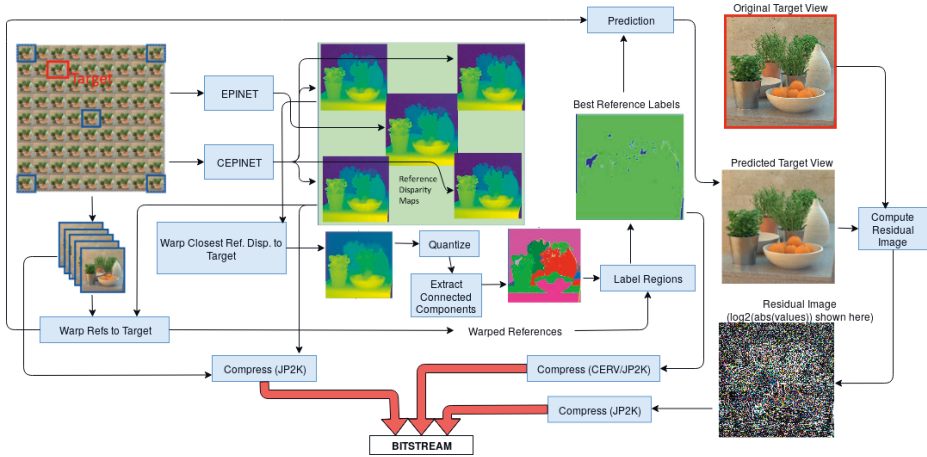 Original Target View
Prediction
Target
EPINET
CEPINET
Reference
Disparity
Maps
Best Reference Labels
Predicted Target View
Compute
Residual
Image
Warp Closest Ref. Disp. to
Target
Quantize
Extract
Connected
Components
Label Regions
Residual Image
(log2(abs(values)) shown here)
Warp Refs to Target
Warped References
Compress (JP2K)
Compress (CERV/JP2K)
Compress (JP2K)
BITSTREAM